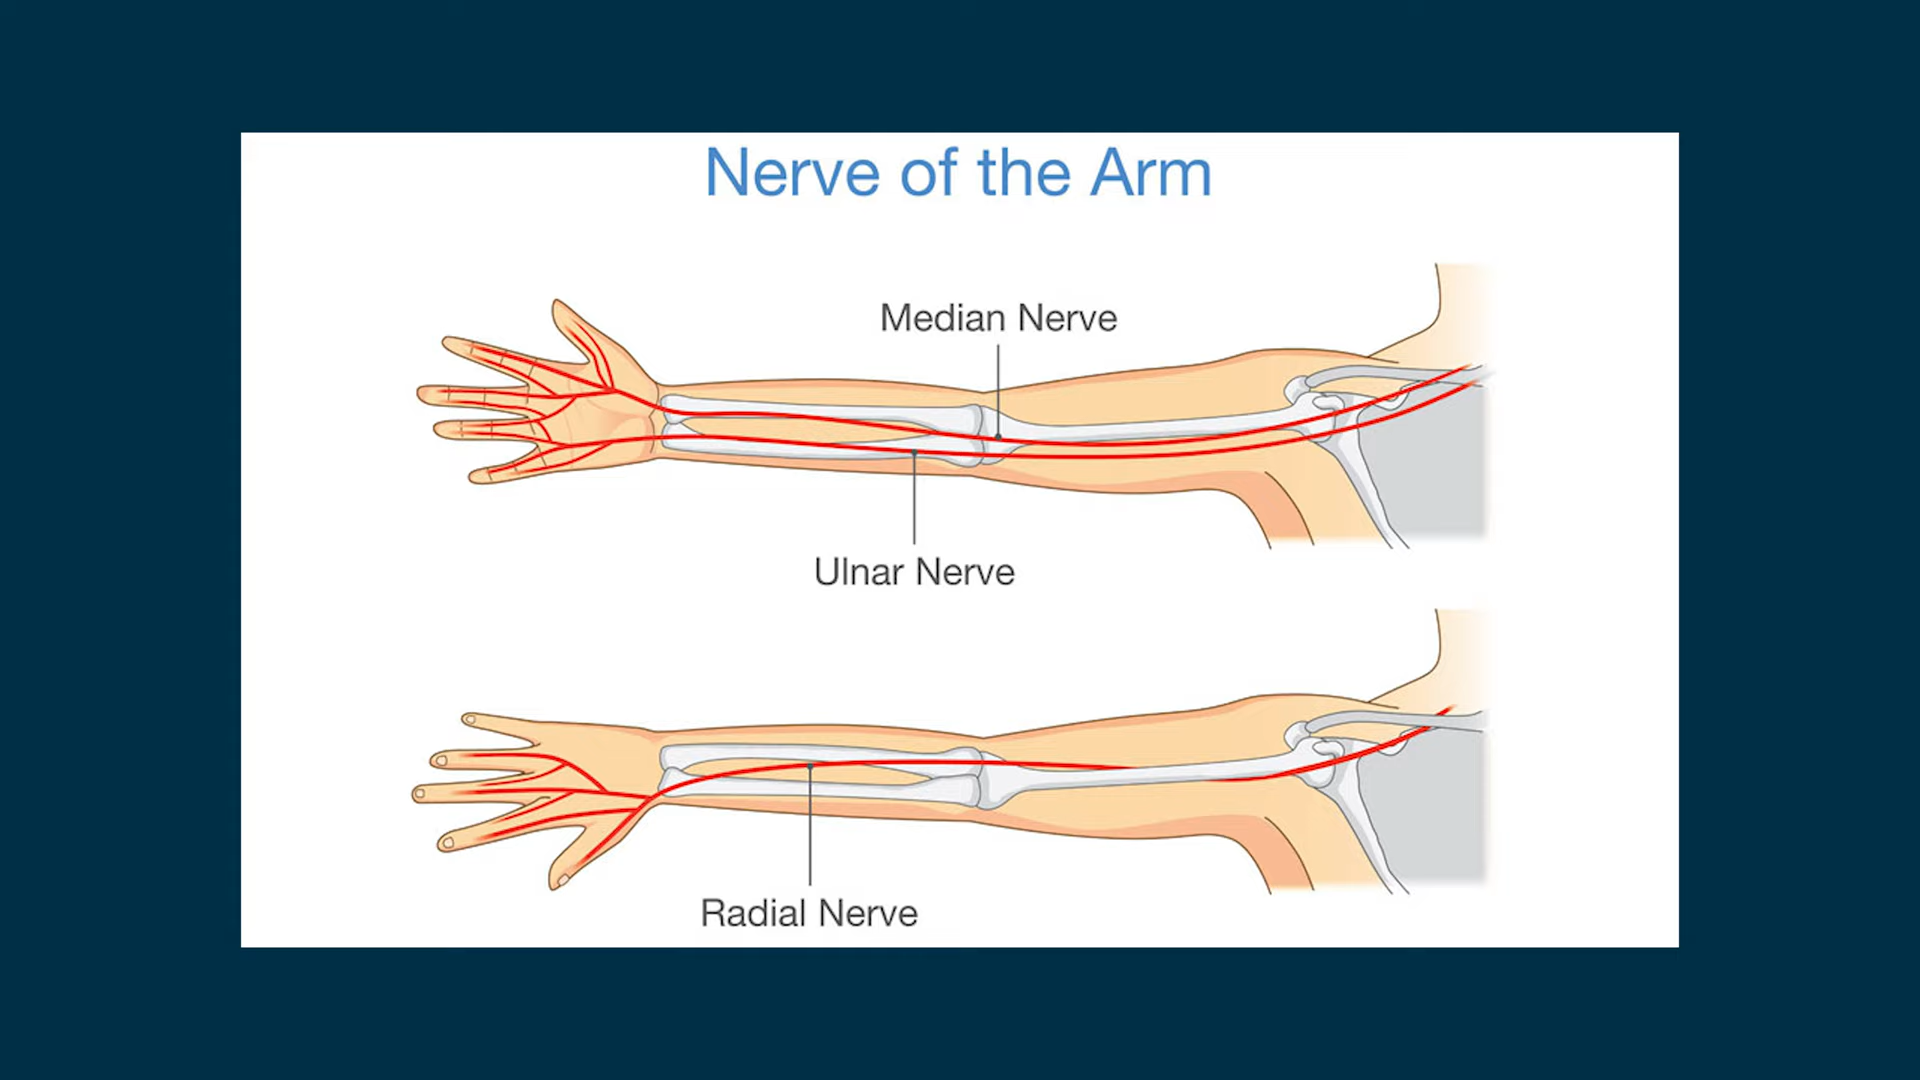 Nerve of the Arm
Median Nerve
Ulnar Nerve
Radial Nerve